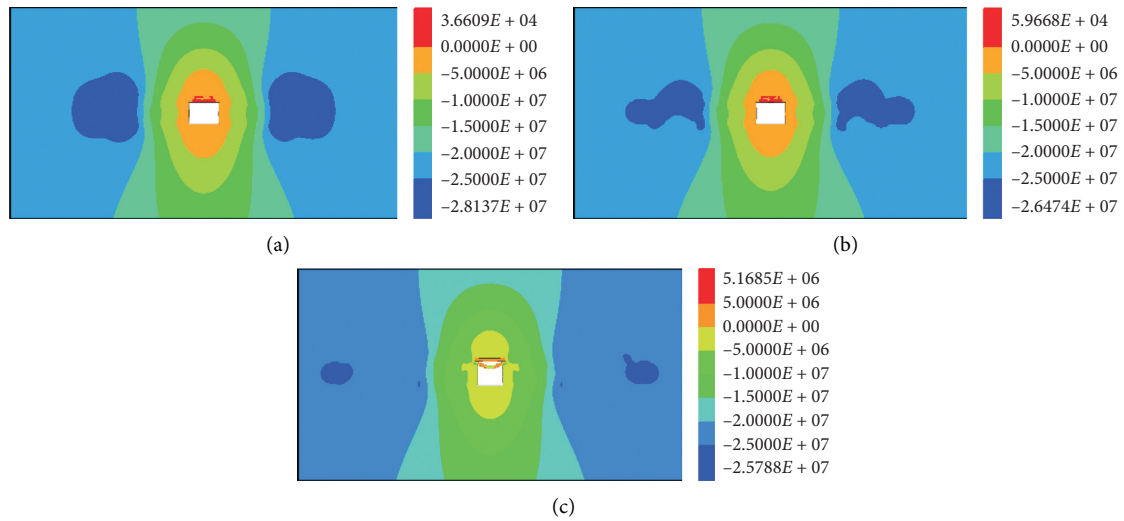 3.6609E + 04
0.0000E + 00
–5.0000E + 06
–1.0000E + 07
–1.5000E + 07
–2.0000E + 07
–2.5000E + 07
–2.8137E + 07
(a)
5.9668E + 04
0.0000E + 00
–5.0000E + 06
–1.0000E + 07
–1.5000E + 07
–2.0000E + 07
–2.5000E + 07
–2.6474E + 07
(b)
5.1685E + 06
5.0000E + 06
0.0000E + 00
–5.0000E + 06
–1.0000E + 07
–1.5000E + 07
–2.0000E + 07
–2.5000E + 07
–2.5788E + 07
(c)